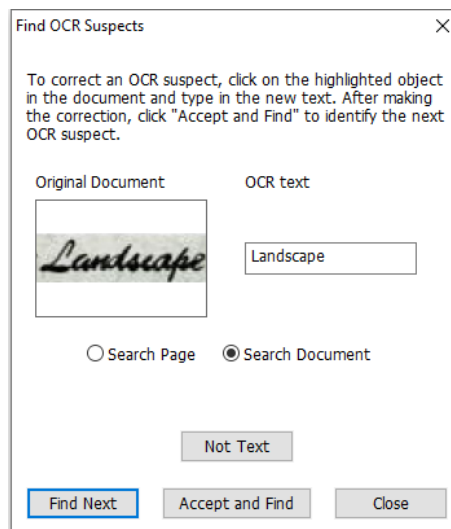 Find OCR Suspects
To correct an OCR suspect, click on the highlighted object
in the document and type in the new text. After making
the correction, click "Accept and Find" to identify the next
OCR suspect.
Original Document OCR text
Landscape Landscape
Search Page Search Document
Not Text
Find Next Accept and Find Close